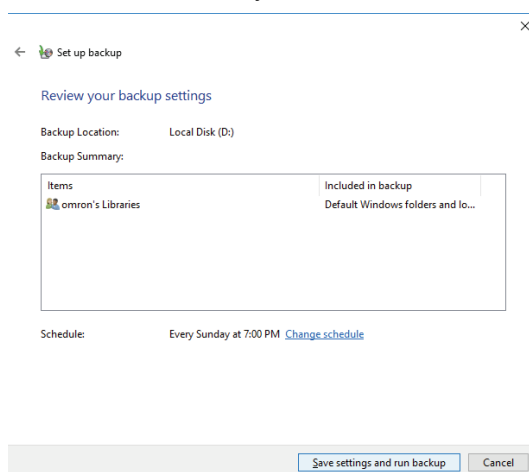 Set up backup
Review your backup settings
Backup Location: Local Disk (D:)
Backup Summary:
Items Included in backup
omron's Libraries Default Windows folders and lo...
Schedule: Every Sunday at 7:00 PM Change schedule
Save settings and run backup Cancel